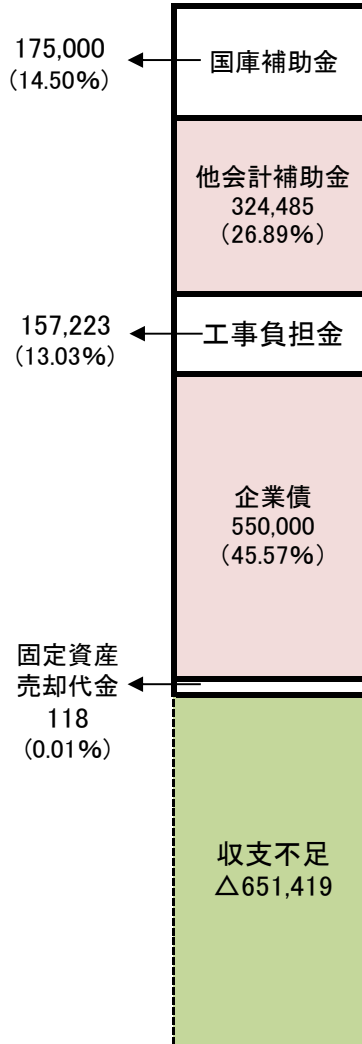 175,000
(14.50%)
国庫補助金
他会計補助金
324,485
(26.89%)
157,223
(13.03%)
工事負担金
企業債
550,000
(45.57%)
固定資産
売却代金
118
(0.01%)
収支不足
△651,419